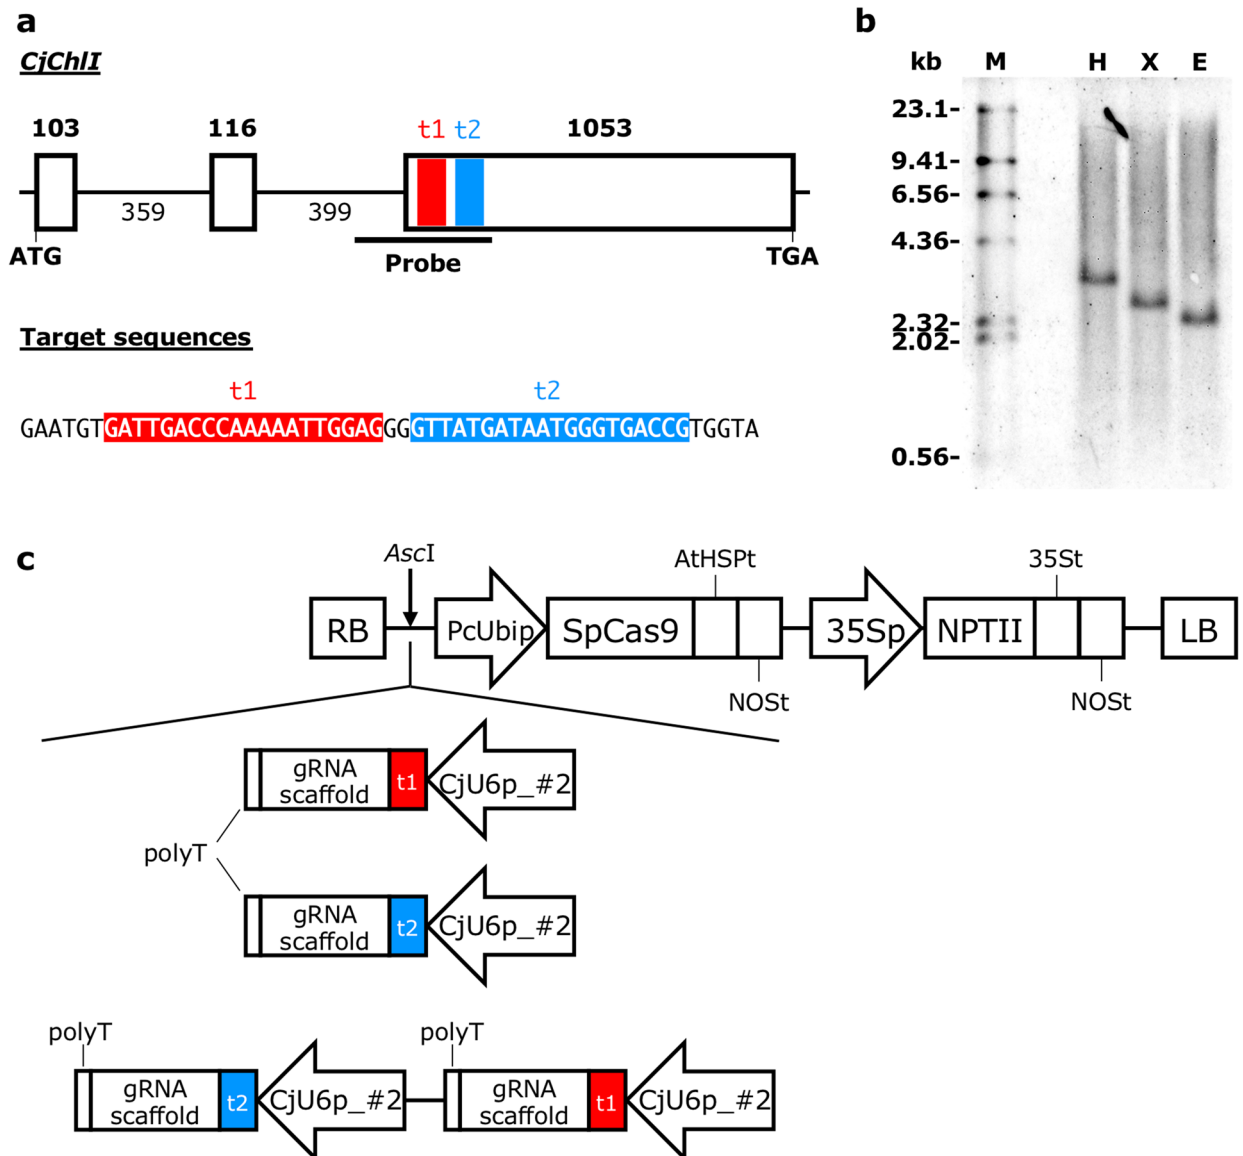 a
CjChlI
103 116 t1 t2 1053
359 399
ATG TGA
Probe
Target sequences
t1 t2
GAATGTGATTGACCCAAAAATTGGAGGGGTTATGATAATGGGTGACCGTGGTA
b
kb M H X E
23.1-
9.41-
6.56-
4.36-
2.32-
2.02-
0.56-
c
AscI AtHSPt 35St
RB PcUbip SpCas9 35Sp NPTII LB
NOSt NOSt
gRNA scaffold t1 CjU6p_#2
polyT
gRNA scaffold t2 CjU6p_#2
polyT polyT
gRNA scaffold t2 CjU6p_#2 gRNA scaffold t1 CjU6p_#2